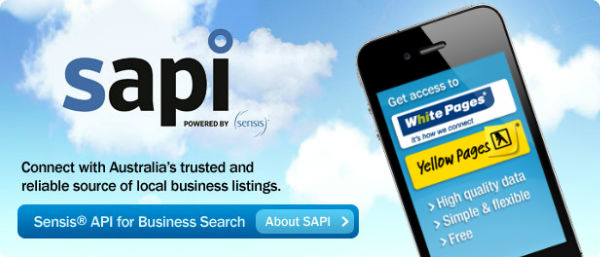 sapi
POWERED BY sensis
Connect with Australia's trusted and
reliable source of local business listings.
Sensis® API for Business Search
About SAPI >
Get access to
White Pages®
It's how we connect
Yellow Pages®
> High quality data
> Simple & flexible
> Free